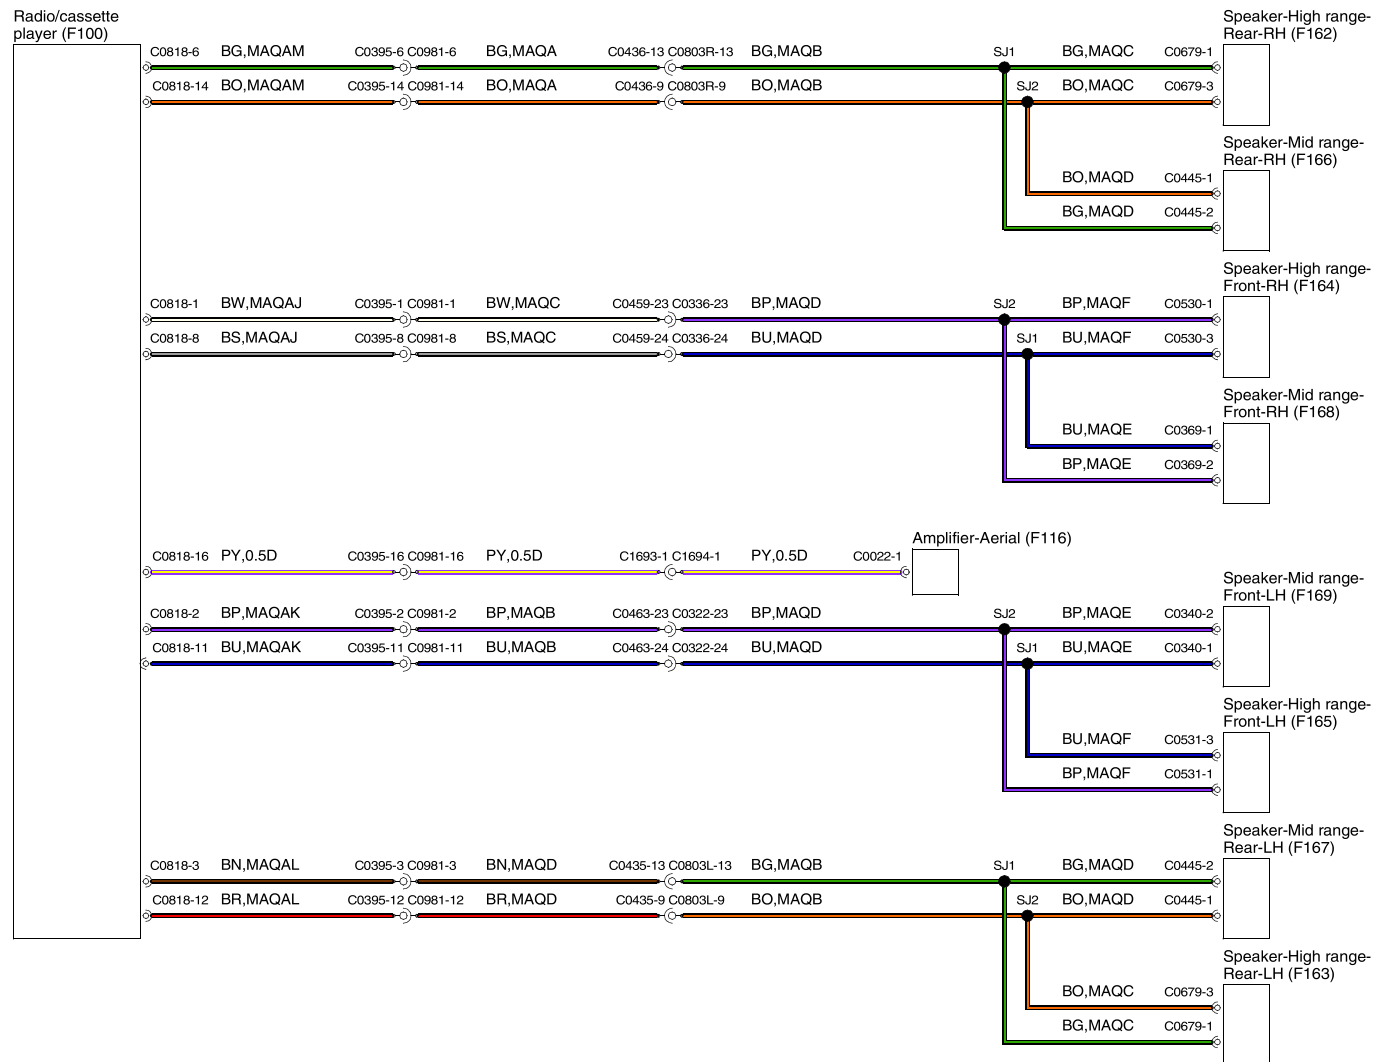 Radio/cassette
player (F100)
Speaker-High range-
Rear-RH (F162)
C0818-6 BG,MAQAM C0395-6 C0981-6 BG,MAQA C0436-13 C0803R-13 BG,MAQB SJ1 BG,MAQC C0679-1
C0818-14 BO,MAQAM C0395-14 C0981-14 BO,MAQA C0436-9 C0803R-9 BO,MAQB SJ2 BO,MAQC C0679-3
Speaker-Mid range-
Rear-RH (F166)
BO,MAQD C0445-1
BG,MAQD C0445-2
Speaker-High range-
Front-RH (F164)
C0818-1 BW,MAQAJ C0395-1 C0981-1 BW,MAQC C0459-23 C0336-23 BP,MAQD SJ2 BP,MAQF C0530-1
C0818-8 BS,MAQAJ C0395-8 C0981-8 BS,MAQC C0459-24 C0336-24 BU,MAQD SJ1 BU,MAQF C0530-3
Speaker-Mid range-
Front-RH (F168)
BU,MAQE C0369-1
BP,MAQE C0369-2
Amplifier-Aerial (F116)
C0818-16 PY,0.5D C0395-16 C0981-16 PY,0.5D C1693-1 C1694-1 PY,0.5D C0022-1
Speaker-Mid range-
Front-LH (F169)
C0818-2 BP,MAQAK C0395-2 C0981-2 BP,MAQB C0463-23 C0322-23 BP,MAQD SJ2 BP,MAQE C0340-2
C0818-11 BU,MAQAK C0395-11 C0981-11 BU,MAQB C0463-24 C0322-24 BU,MAQD SJ1 BU,MAQE C0340-1
Speaker-High range-
Front-LH (F165)
BU,MAQF C0531-3
BP,MAQF C0531-1
Speaker-Mid range-
Rear-LH (F167)
C0818-3 BN,MAQAL C0395-3 C0981-3 BN,MAQD C0435-13 C0803L-13 BG,MAQB SJ1 BG,MAQD C0445-2
C0818-12 BR,MAQAL C0395-12 C0981-12 BR,MAQD C0435-9 C0803L-9 BO,MAQB SJ2 BO,MAQD C0445-1
Speaker-High range-
Rear-LH (F163)
BO,MAQC C0679-3
BG,MAQC C0679-1